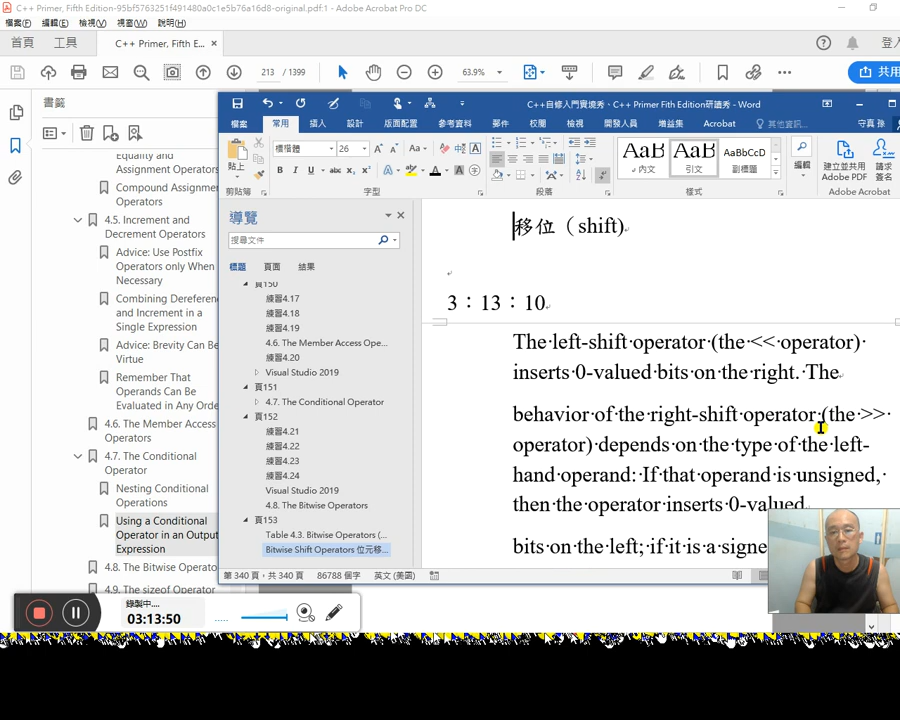 C++ Primer, Fifth Edition-95bf5763251f491480a0c1e5b76a16d8-original.pdf:1 - Adobe Acrobat Pro DC
檔案(F) 編輯(E) 檢視(V) 視窗(W) 說明(H)
首頁 工具 C++ Primer, Fifth E... × 登入
213 / 1399 63.9% 共用
書籤
Equality and
Assignment Operators
Compound Assignment
Operators
4.5. Increment and
Decrement Operators
Advice: Use Postfix
Operators only When
Necessary
Combining Dereference
and Increment in a
Single Expression
Advice: Brevity Can Be
Virtue
Remember That
Operands Can Be
Evaluated in Any Order
4.6. The Member Access
Operators
4.7. The Conditional
Operator
Nesting Conditional
Operations
Using a Conditional
Operator in an Output
Expression
4.8. The Bitwise Operators
4.9. The sizeof Operator
C++自修入門實境秀、C++ Primer Fifth Edition研讀秀 - Word
檔案 常用 插入 設計 版面配置 參考資料 郵件 校閱 檢視 開發人員 增益集 Acrobat 其他資訊... 守真 孫
貼上 標楷體 26 A A Aa
B I U abc x₂ x²
AaB AaB AaBbCcD
內文 引文 副標題
編輯 建立並共用 Adobe PDF 請求簽名
剪貼簿 字型 段落 樣式 Adobe Acrobat
導覽
搜尋文件
標題 頁面 結果
頁150
練習4.17
練習4.18
練習4.19
4.6. The Member Access Ope...
練習4.20
Visual Studio 2019
頁151
4.7. The Conditional Operator
頁152
練習4.21
練習4.22
練習4.23
練習4.24
Visual Studio 2019
4.8. The Bitwise Operators
頁153
Table 4.3. Bitwise Operators (...
Bitwise Shift Operators 位元移...
移位（shift)
3：13：10
The left-shift operator (the << operator)
inserts 0-valued bits on the right. The
behavior of the right-shift operator (the >>
operator) depends on the type of the left-
hand operand: If that operand is unsigned,
then the operator inserts 0-valued
bits on the left; if it is a signe
第 340 頁，共 340 頁 86788 個字 英文 (美國)
錄製中....
03:13:50